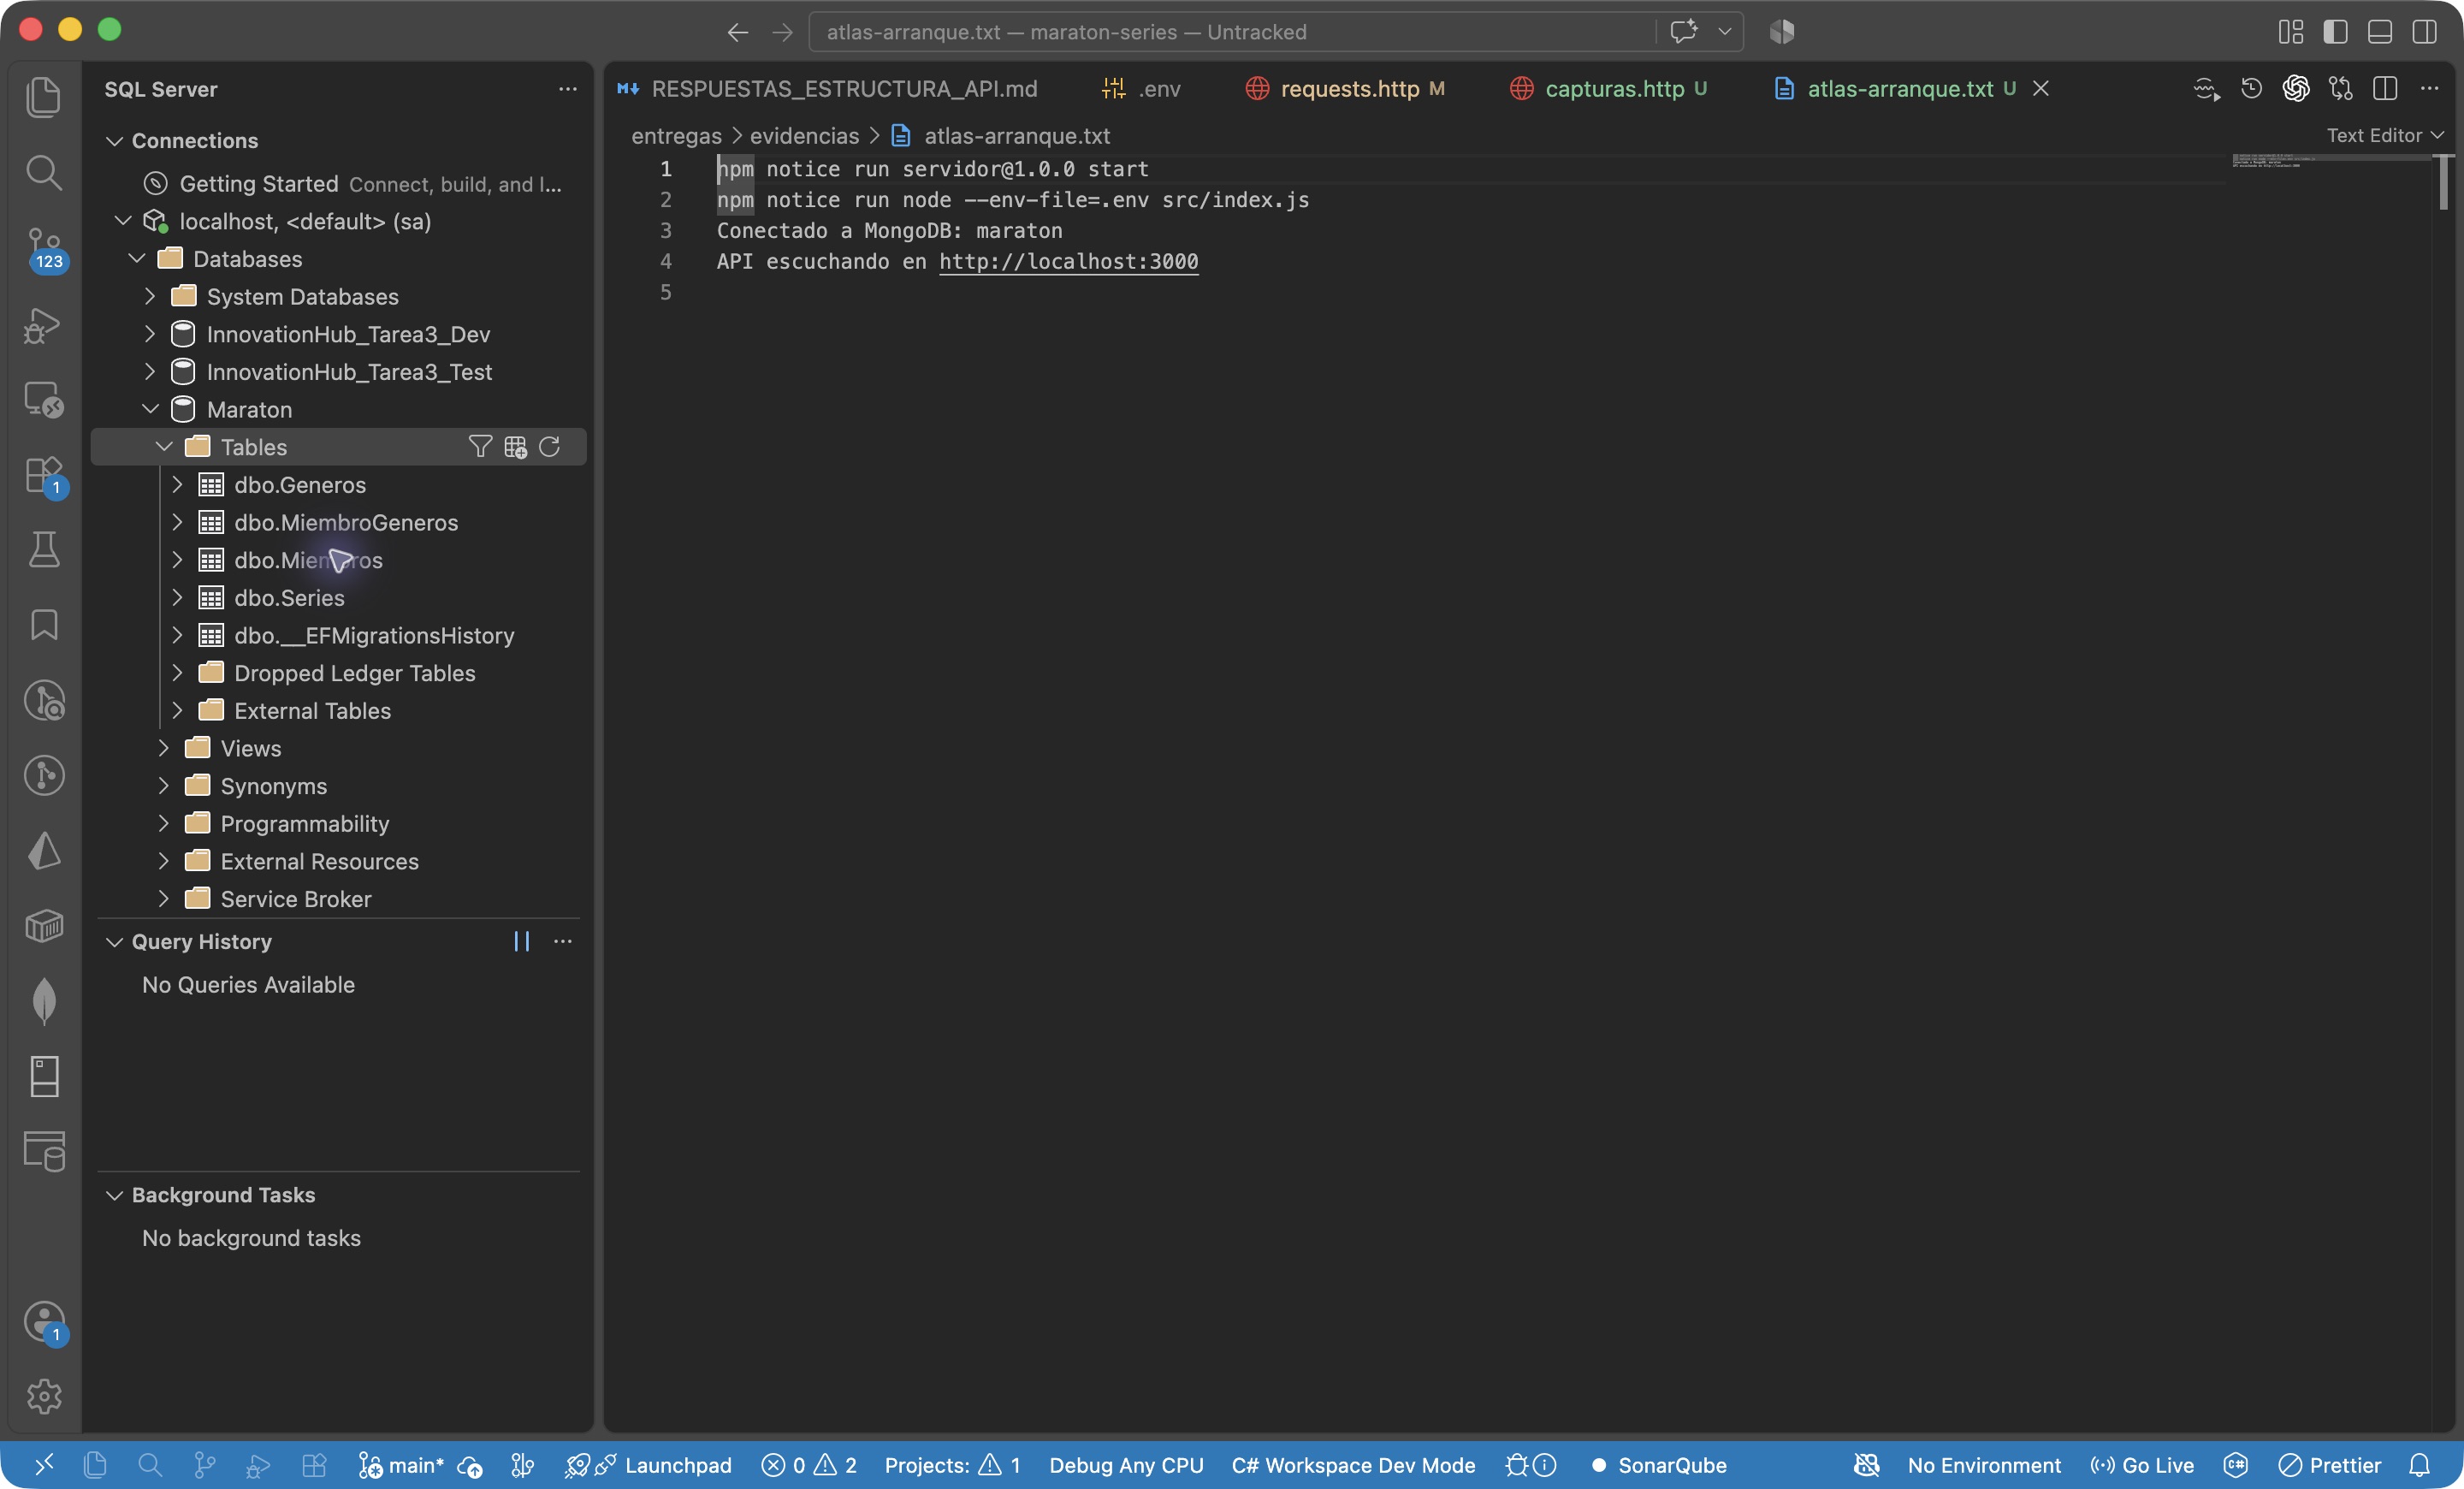 atlas-arranque.txt — maraton-series — Untracked
SQL Server
Connections
Getting Started Connect, build, and l...
localhost, <default> (sa)
Databases
System Databases
InnovationHub_Tarea3_Dev
InnovationHub_Tarea3_Test
Maraton
Tables
dbo.Generos
dbo.MiembroGeneros
dbo.Miembros
dbo.Series
dbo.__EFMigrationsHistory
Dropped Ledger Tables
External Tables
Views
Synonyms
Programmability
External Resources
Service Broker
Query History
No Queries Available
Background Tasks
No background tasks
123
1
1
RESPUESTAS_ESTRUCTURA_API.md .env requests.http M capturas.http U atlas-arranque.txt U
entregas > evidencias > atlas-arranque.txt Text Editor
1 npm notice run servidor@1.0.0 start
2 npm notice run node --env-file=.env src/index.js
3 Conectado a MongoDB: maraton
4 API escuchando en http://localhost:3000
5
main* Launchpad 0 2 Projects: 1 Debug Any CPU C# Workspace Dev Mode SonarQube No Environment Go Live C# Prettier